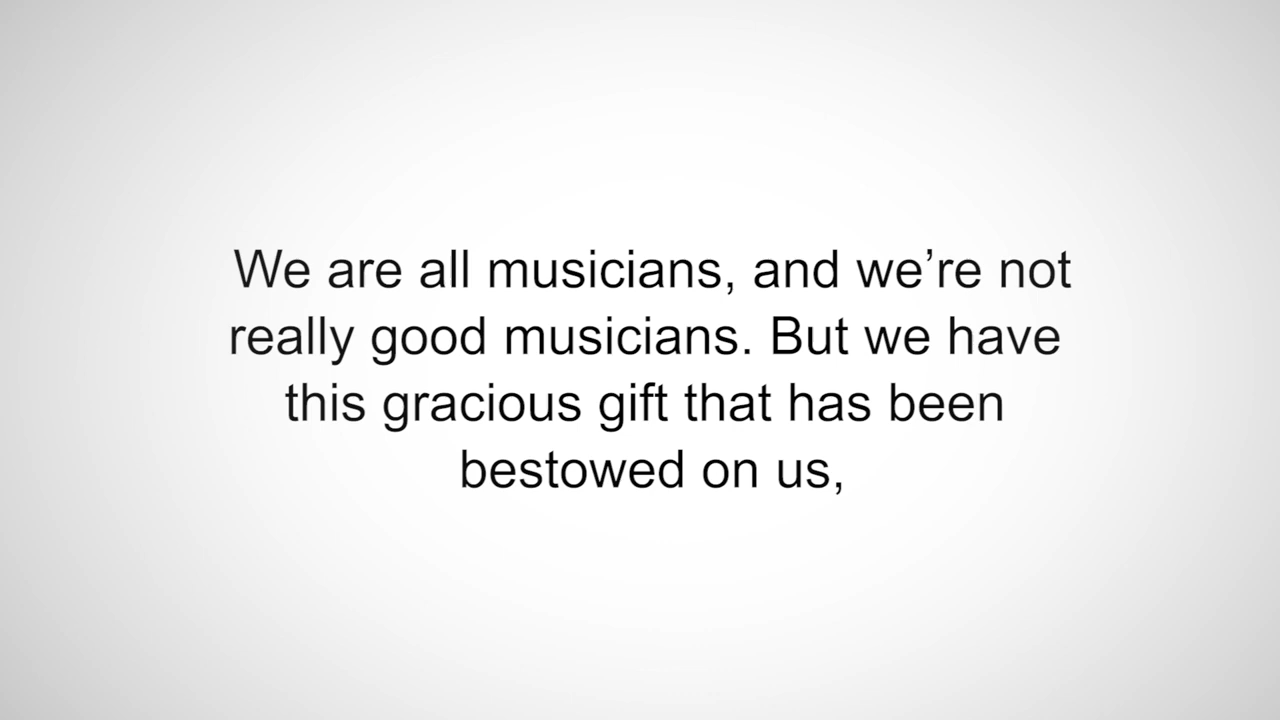 We are all musicians, and we’re not
really good musicians. But we have
this gracious gift that has been
bestowed on us,